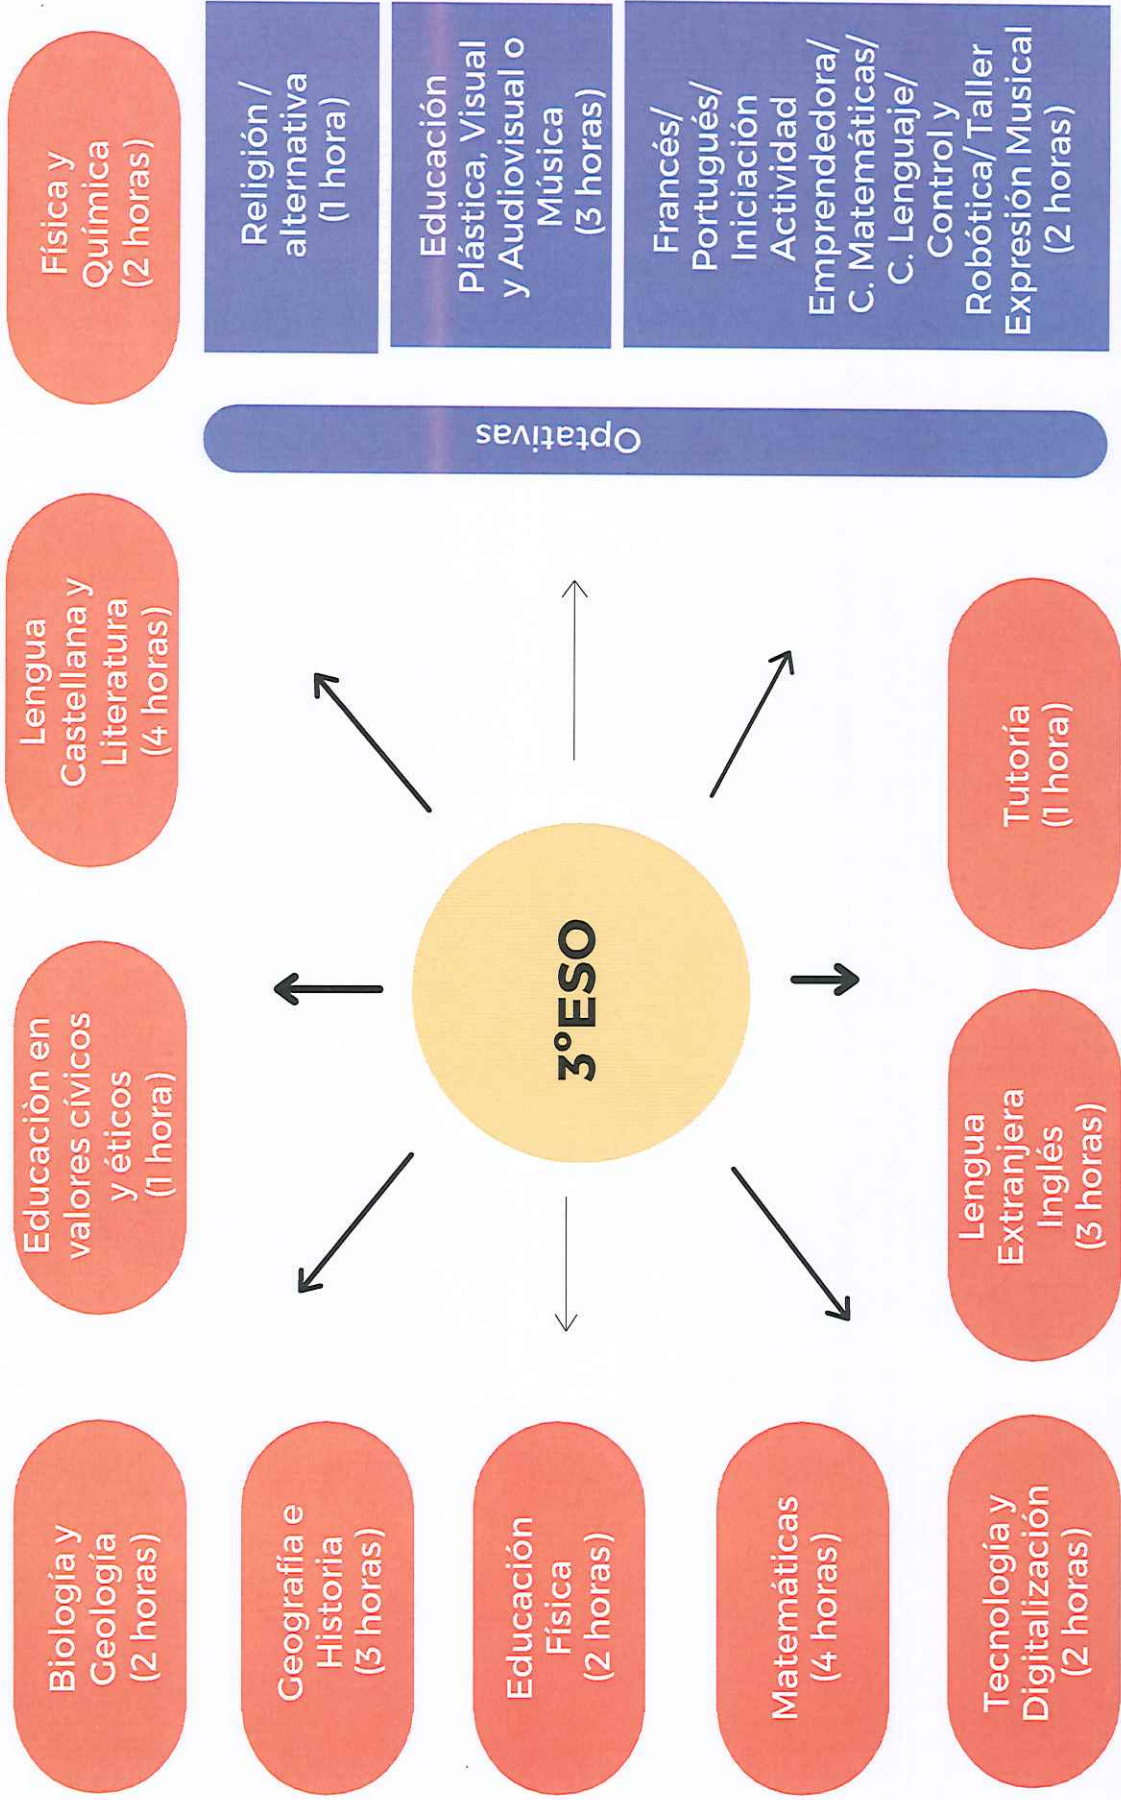 Biología y
Geología
(2 horas)
Educaciòn en
valores cívicos
y éticos
(1 hora)
Lengua
Castellana y
Literatura
(4 horas)
Física y
Química
(2 horas)
Geografía e
Historia
(3 horas)
Educación
Física
(2 horas)
Matemáticas
(4 horas)
Tecnología y
Digitalización
(2 horas)
3ºESO
Lengua
Extranjera
Inglés
(3 horas)
Tutoría
(1 hora)
Optativas
Religión /
alternativa
(1 hora)
Educación
Plástica, Visual
y Audiovisual o
Música
(3 horas)
Francés/
Portugués/
Iniciación
Actividad
Emprendedora/
C. Matemáticas/
C. Lenguaje/
Control y
Robótica/ Taller
Expresión Musical
(2 horas)